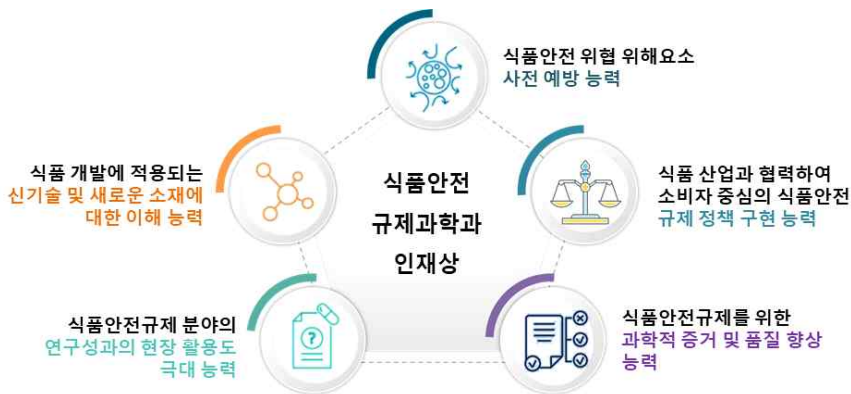 식품안전 위협 위해요소
사전 예방 능력
식품 개발에 적용되는
신기술 및 새로운 소재에
대한 이해 능력
식품안전
규제과학과
인재상
식품 산업과 협력하여
소비자 중심의 식품안전
규제 정책 구현 능력
식품안전규제 분야의
연구성과의 현장 활용도
극대 능력
?
식품안전규제를 위한
과학적 증거 및 품질 향상
능력